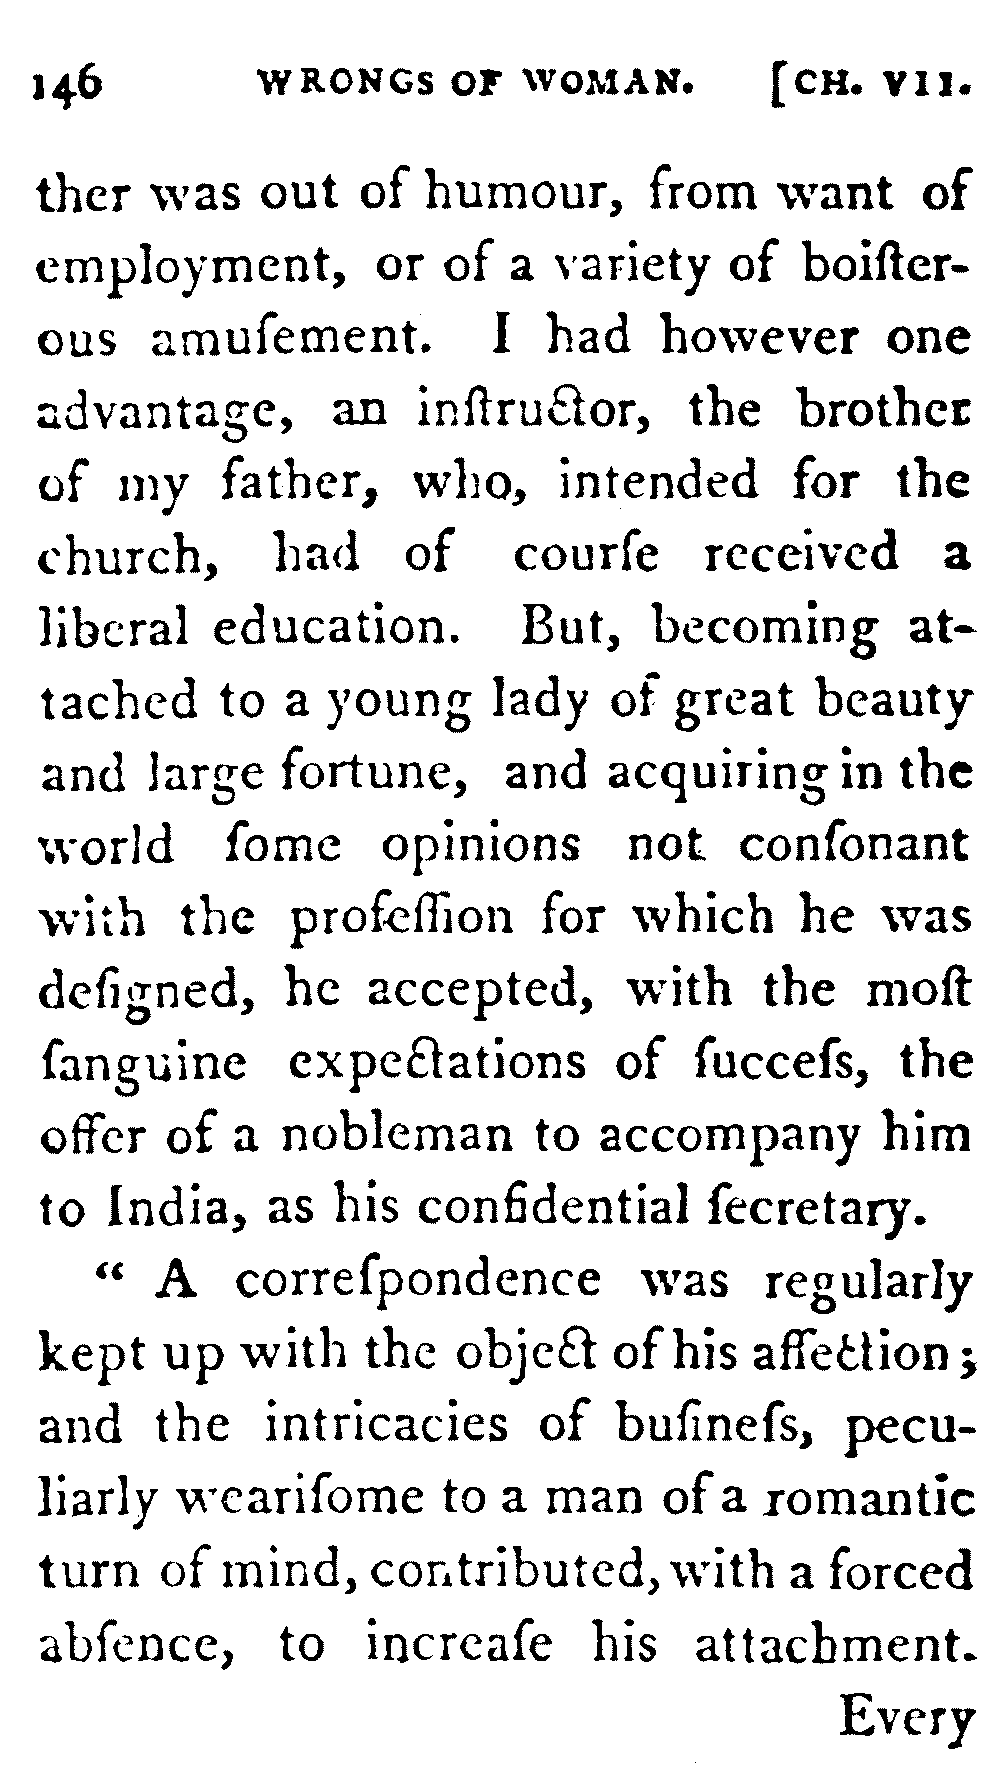 146 WRONGS OF WOMAN. [CH. VII.
ther was out of humour, from want of
employment, or of a variety of boiſter-
ous amuſement. I had however one
advantage, an inſtructor, the brother
of my father, who, intended for the
church, had of courſe received a
liberal education. But, becoming at-
tached to a young lady of great beauty
and large fortune, and acquiring in the
world ſome opinions not conſonant
with the profeſſion for which he was
deſigned, he accepted, with the moſt
ſanguine expectations of ſucceſs, the
offer of a nobleman to accompany him
to India, as his confidential ſecretary.
“ A correſpondence was regularly
kept up with the object of his affection;
and the intricacies of buſineſs, pecu-
liarly weariſome to a man of a romantic
turn of mind, contributed, with a forced
abſence, to increaſe his attachment.
Every